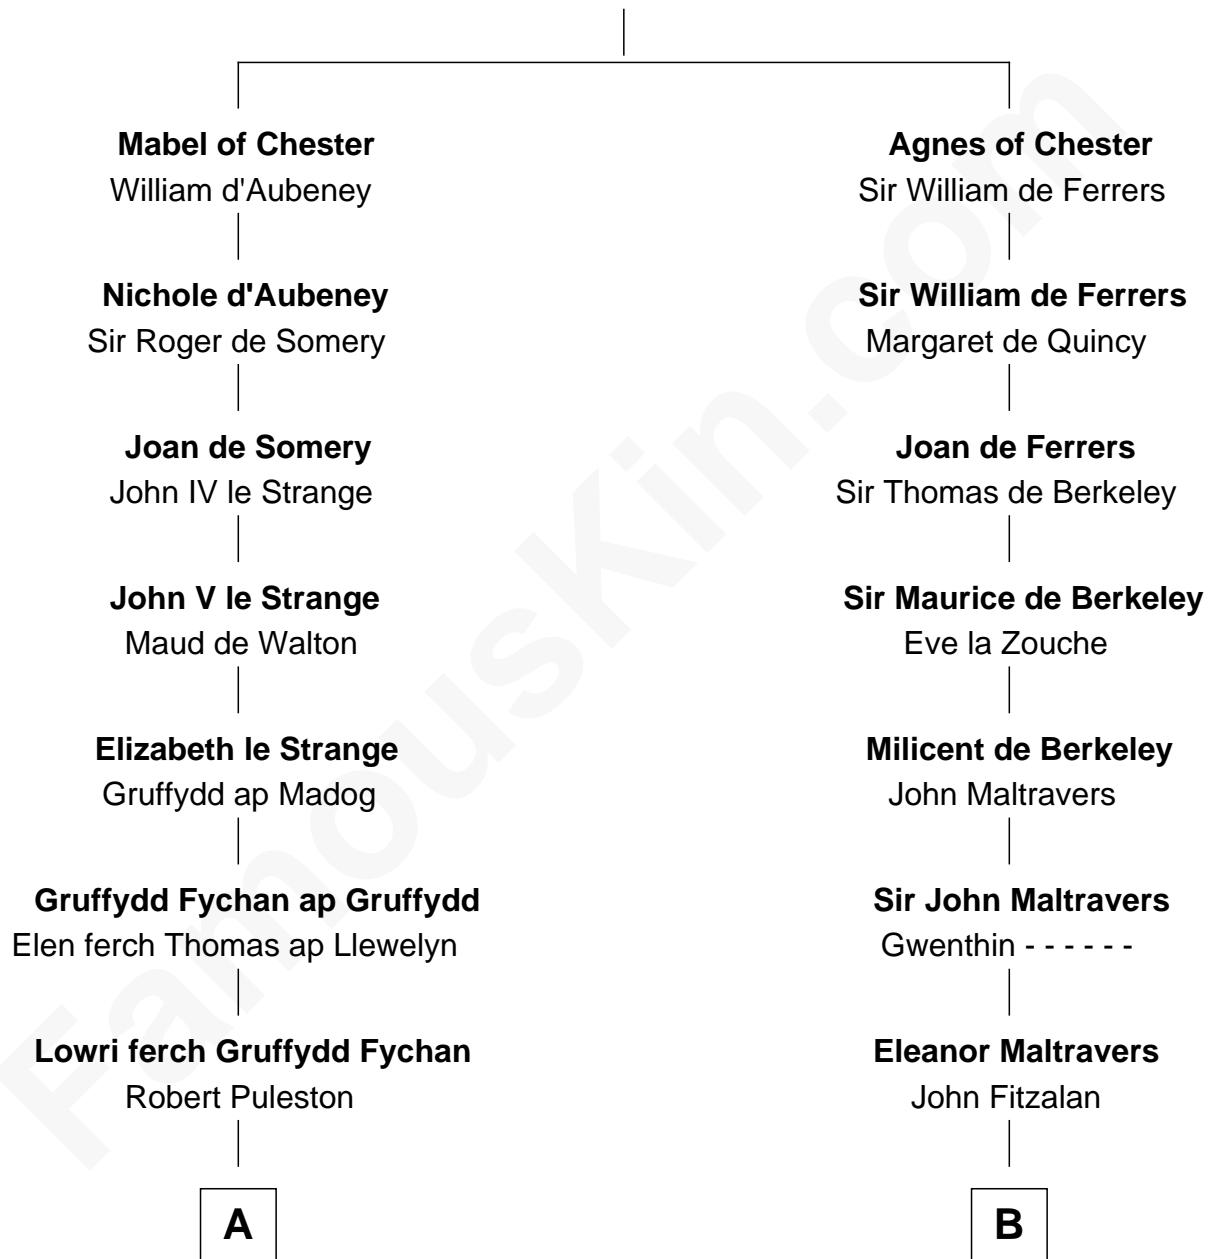 Mabel of Chester
William d'Aubeney
Nichole d'Aubeney
Sir Roger de Somery
Joan de Somery
John IV le Strange
John V le Strange
Maud de Walton
Elizabeth le Strange
Gruffydd ap Madog
Gruffydd Fychan ap Gruffydd
Elen ferch Thomas ap Llewelyn
Lowri ferch Gruffydd Fychan
Robert Puleston
A
Agnes of Chester
Sir William de Ferrers
Sir William de Ferrers
Margaret de Quincy
Joan de Ferrers
Sir Thomas de Berkeley
Sir Maurice de Berkeley
Eve la Zouche
Milicent de Berkeley
John Maltravers
Sir John Maltravers
Gwenthin - - - - - -
Eleanor Maltravers
John Fitzalan
B
FamousKin.com